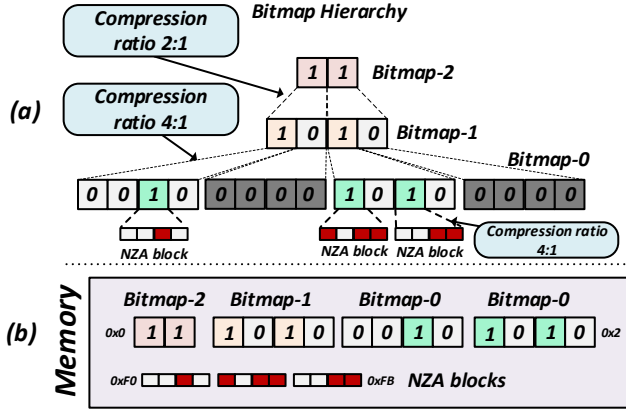 Bitmap Hierarchy
Compression
ratio 2:1
1 1 Bitmap-2
(a)
Compression
ratio 4:1
1 0 1 0 Bitmap-1
Bitmap-0
0 0 1 0 0 0 0 0 1 0 1 0 0 0 0 0
NZA block NZA block NZA block
Compression ratio
4:1
(b)
Memory
Bitmap-2 Bitmap-1 Bitmap-0 Bitmap-0
0x0 1 1 1 0 1 0 0 0 1 0 1 0 1 0 0x2
0xF0 0xFB NZA blocks